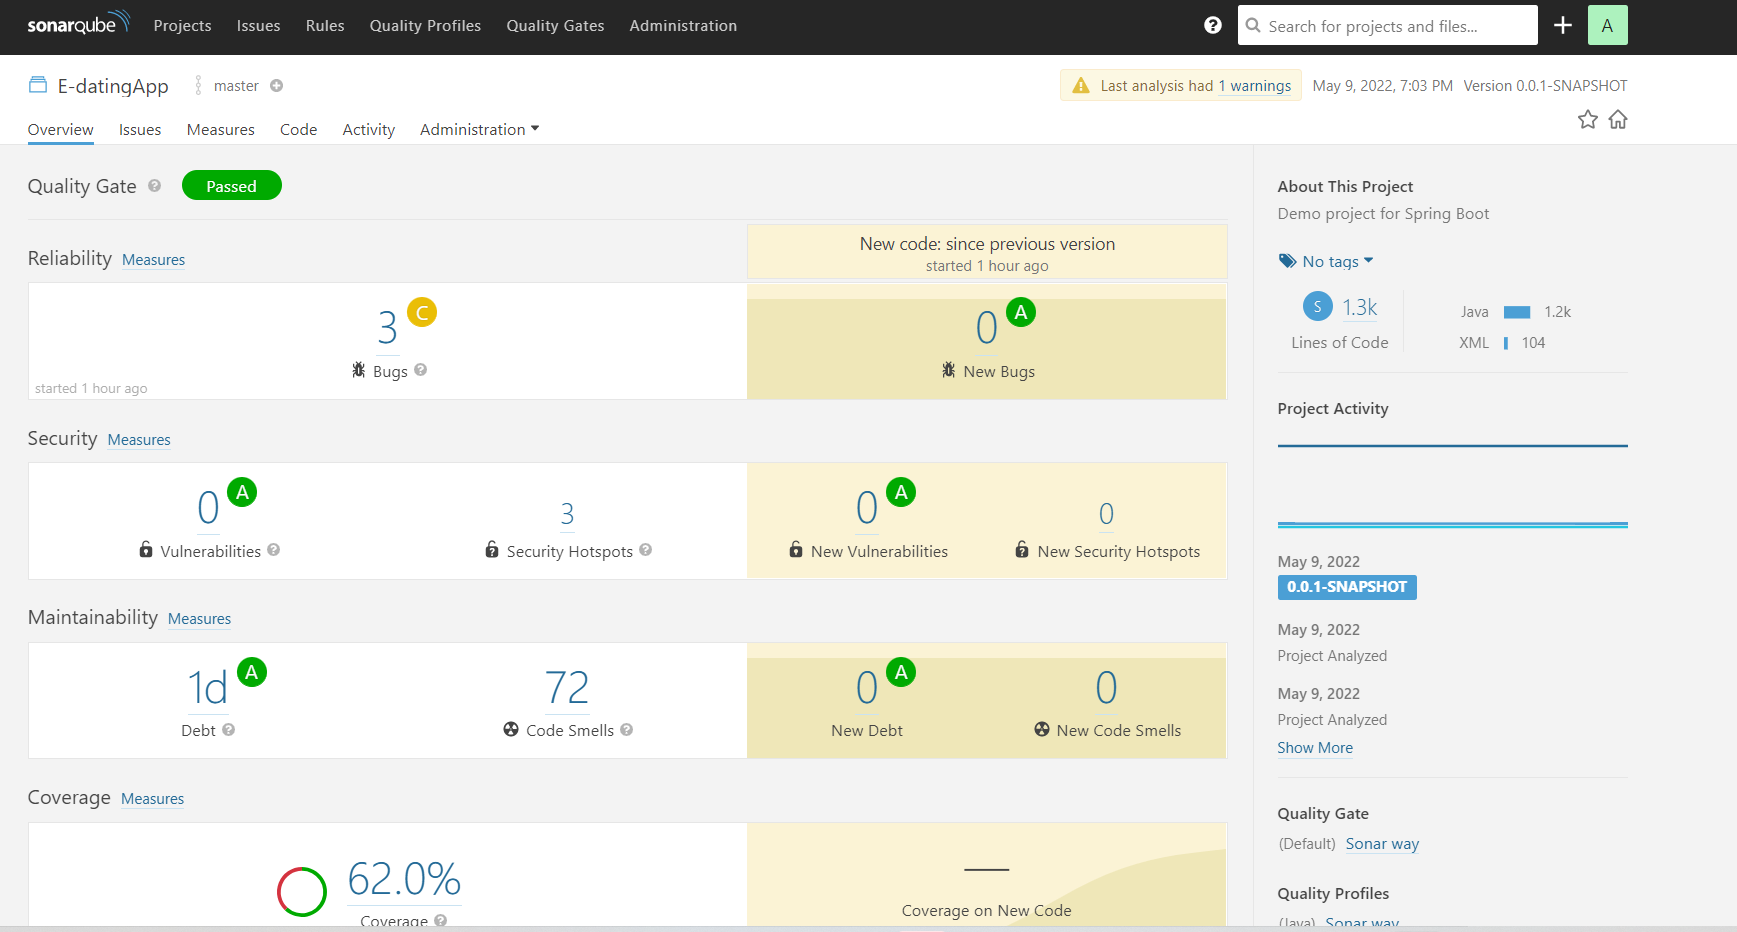 sonarqube Projects Issues Rules Quality Profiles Quality Gates Administration ? Search for projects and files... + A
E-datingApp master Last analysis had 1 warnings May 9, 2022, 7:03 PM Version 0.0.1-SNAPSHOT
Overview Issues Measures Code Activity Administration
Quality Gate ? Passed
New code: since previous version
started 1 hour ago
Reliability Measures
3 C
Bugs ?
started 1 hour ago
0 A
New Bugs
Security Measures
0 A
Vulnerabilities ?
3
Security Hotspots ?
0 A
New Vulnerabilities
0
New Security Hotspots
Maintainability Measures
1d A
Debt ?
72
Code Smells ?
0 A
New Debt
0
New Code Smells
Coverage Measures
62.0%
Coverage ?
—
Coverage on New Code
About This Project
Demo project for Spring Boot
No tags
S 1.3k
Lines of Code
Java 1.2k
XML 104
Project Activity
May 9, 2022
0.0.1-SNAPSHOT
May 9, 2022
Project Analyzed
May 9, 2022
Project Analyzed
Show More
Quality Gate
(Default) Sonar way
Quality Profiles
(Java) Sonar way